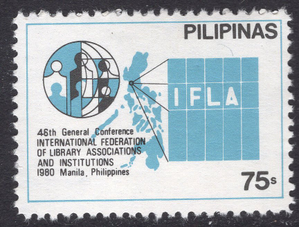 PILIPINAS
IFLA
46th General Conference
INTERNATIONAL FEDERATION
OF LIBRARY ASSOCIATIONS
AND INSTITUTIONS
1980 Manila, Philippines
75s